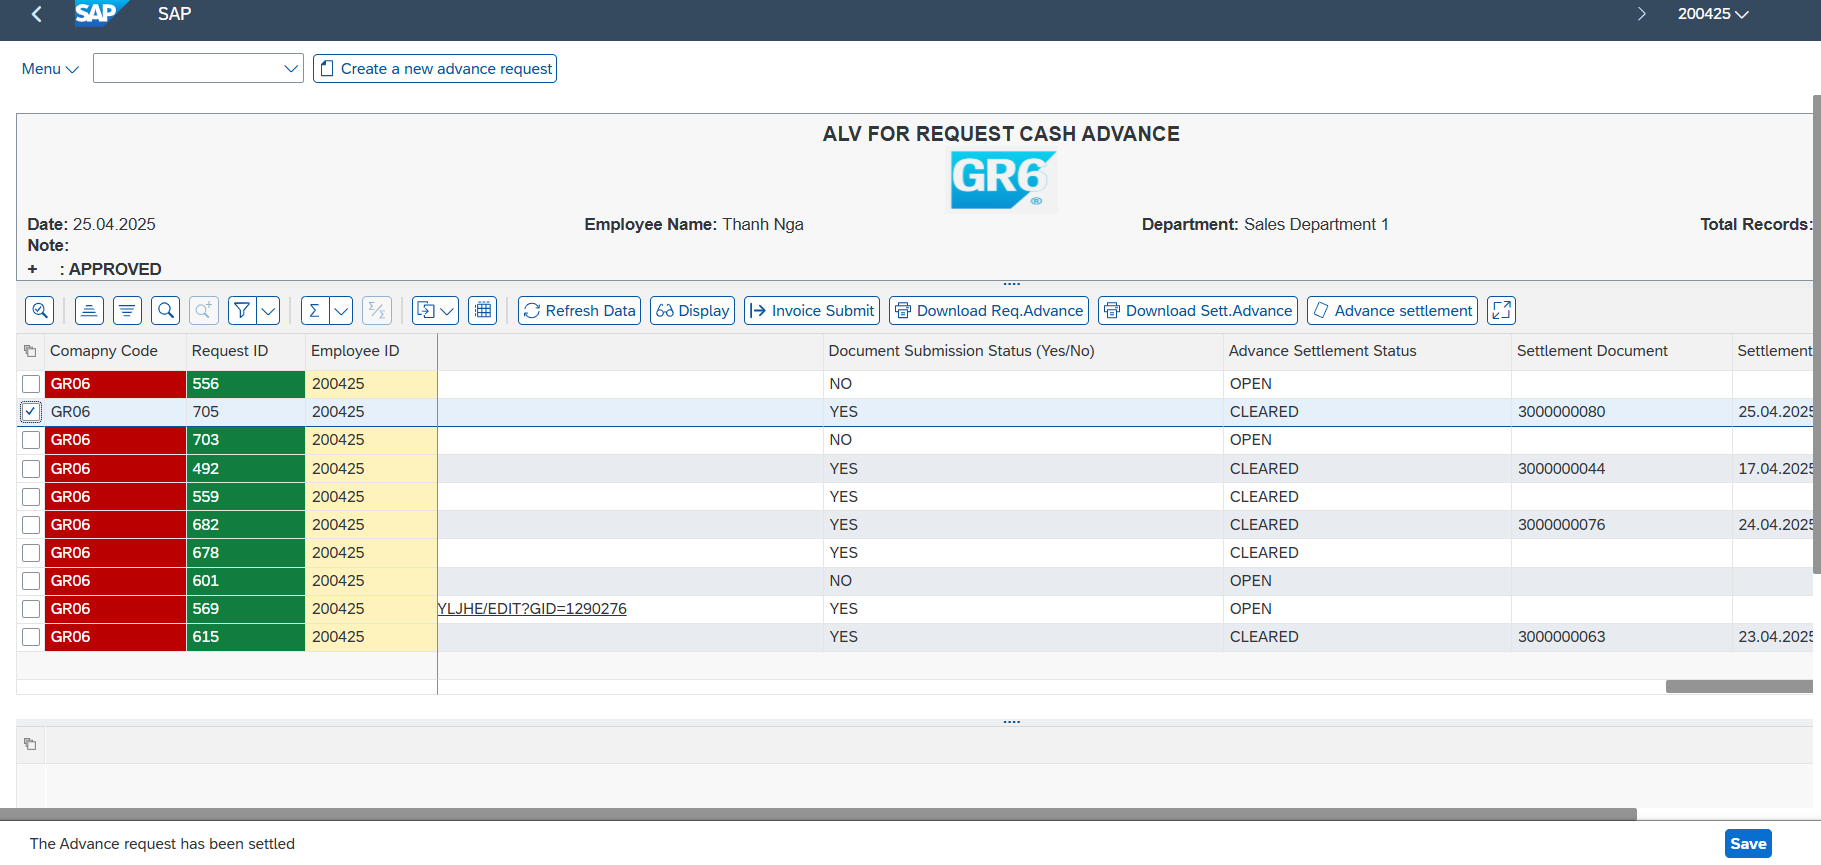 SAP SAP 200425
Menu Create a new advance request
ALV FOR REQUEST CASH ADVANCE
GR6 ®
Date: 25.04.2025 Employee Name: Thanh Nga Department: Sales Department 1 Total Records:
Note:
+ : APPROVED
Refresh Data Display Invoice Submit Download Req.Advance Download Sett.Advance Advance settlement
Comapny Code Request ID Employee ID Document Submission Status (Yes/No) Advance Settlement Status Settlement Document Settlement
GR06 556 200425 NO OPEN
GR06 705 200425 YES CLEARED 3000000080 25.04.2025
GR06 703 200425 NO OPEN
GR06 492 200425 YES CLEARED 3000000044 17.04.2025
GR06 559 200425 YES CLEARED
GR06 682 200425 YES CLEARED 3000000076 24.04.2025
GR06 678 200425 YES CLEARED
GR06 601 200425 NO OPEN
GR06 569 200425 YLJHE/EDIT?GID=1290276 YES OPEN
GR06 615 200425 YES CLEARED 3000000063 23.04.2025
The Advance request has been settled Save